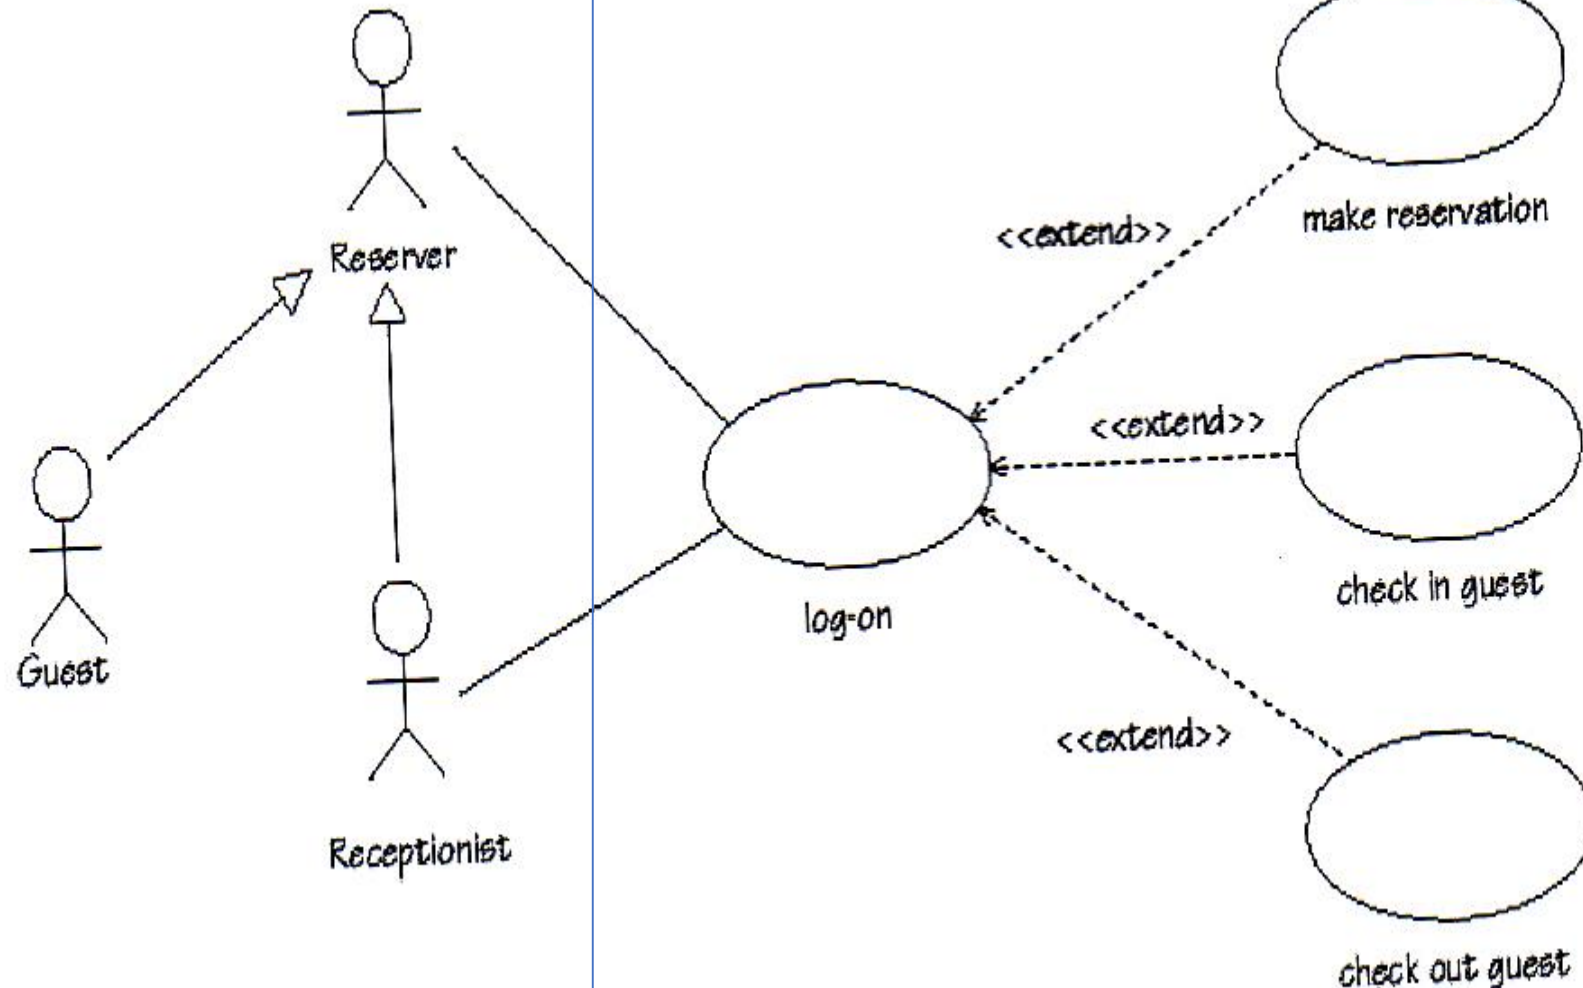 make reservation
<<extend>>
Reserver
<<extend>>
check in guest
log-on
Guest
<<extend>>
Receptionist
check out guest